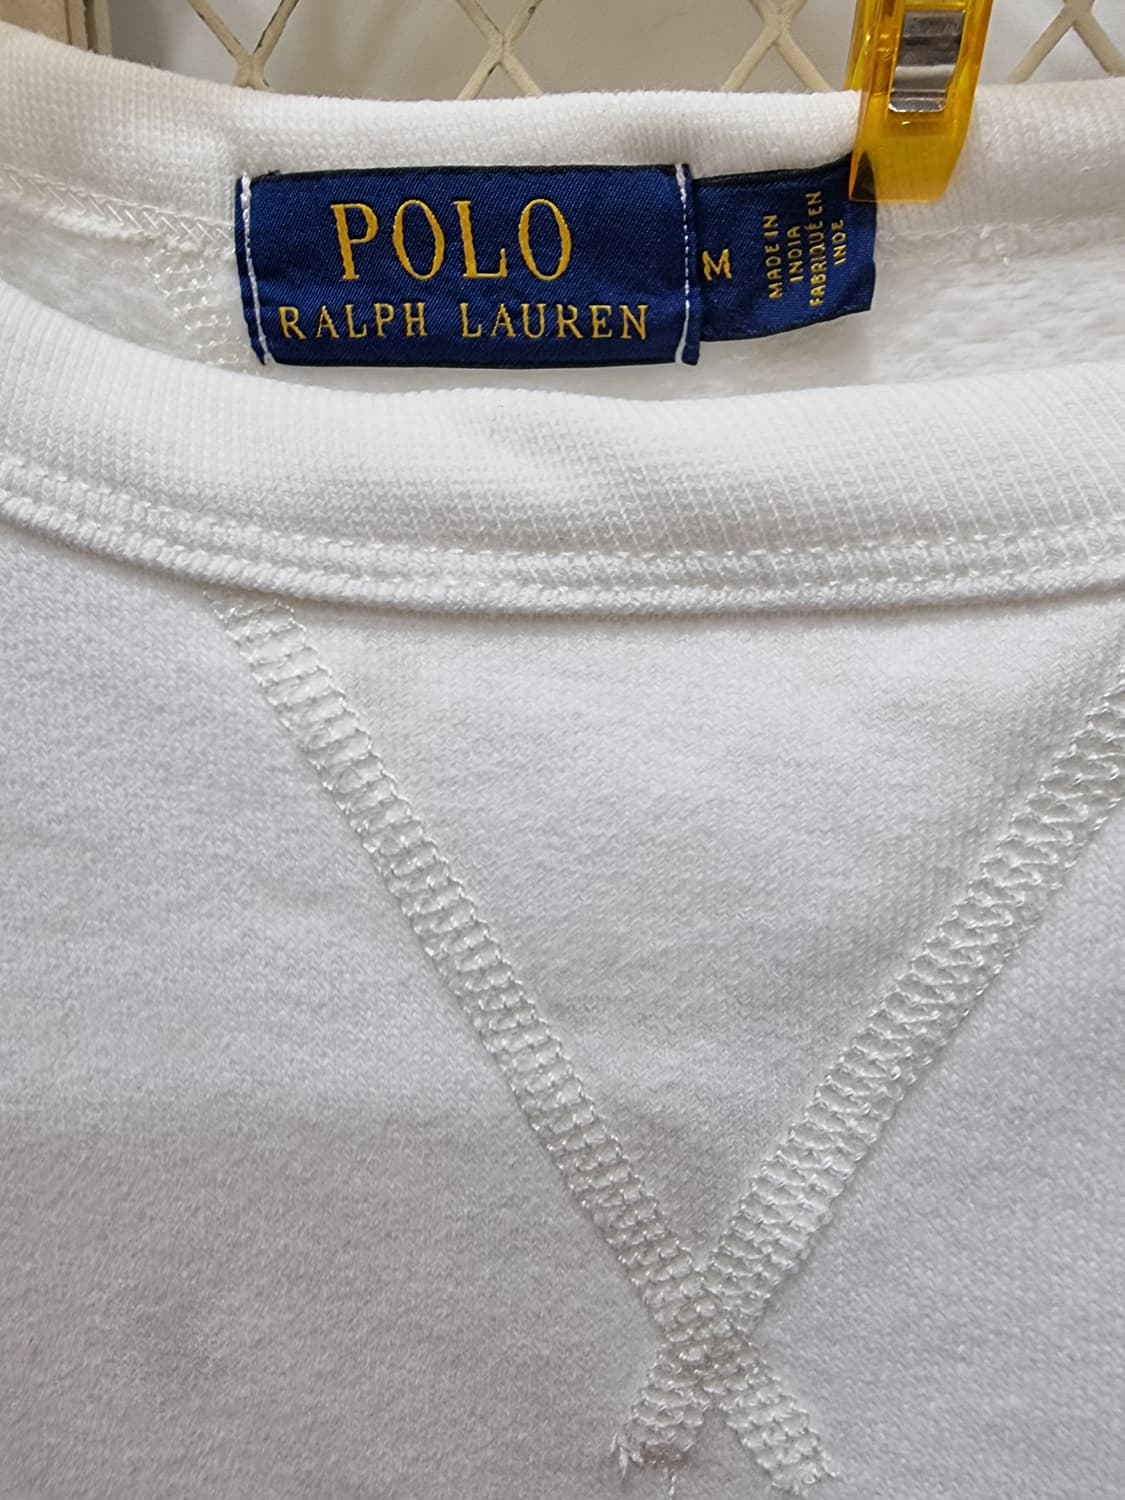 POLO
RALPH LAUREN
M
MADE IN
INDIA
FABRIQUÉ EN
INDE